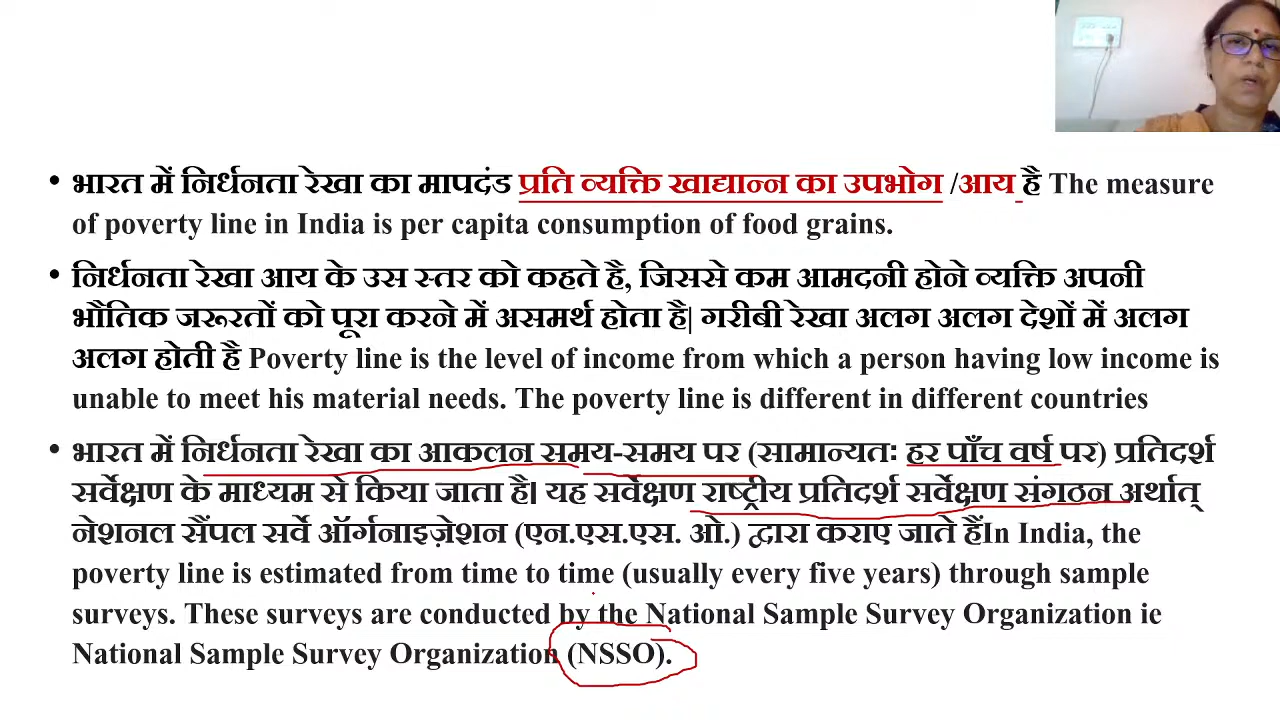 • भारत में निर्धनता रेखा का मापदंड प्रति व्यक्ति खाद्यान्न का उपभोग /आय है The measure
of poverty line in India is per capita consumption of food grains.
• निर्धनता रेखा आय के उस स्तर को कहते है, जिससे कम आमदनी होने व्यक्ति अपनी
भौतिक जरूरतों को पूरा करने में असमर्थ होता है| गरीबी रेखा अलग अलग देशों में अलग
अलग होती है Poverty line is the level of income from which a person having low income is
unable to meet his material needs. The poverty line is different in different countries
• भारत में निर्धनता रेखा का आकलन समय-समय पर (सामान्यतः हर पाँच वर्ष पर) प्रतिदर्श
सर्वेक्षण के माध्यम से किया जाता है। यह सर्वेक्षण राष्ट्रीय प्रतिदर्श सर्वेक्षण संगठन अर्थात्
नेशनल सैंपल सर्वे ऑर्गनाइज़ेशन (एन.एस.एस. ओ.) द्वारा कराए जाते हैंIn India, the
poverty line is estimated from time to time (usually every five years) through sample
surveys. These surveys are conducted by the National Sample Survey Organization ie
National Sample Survey Organization (NSSO).